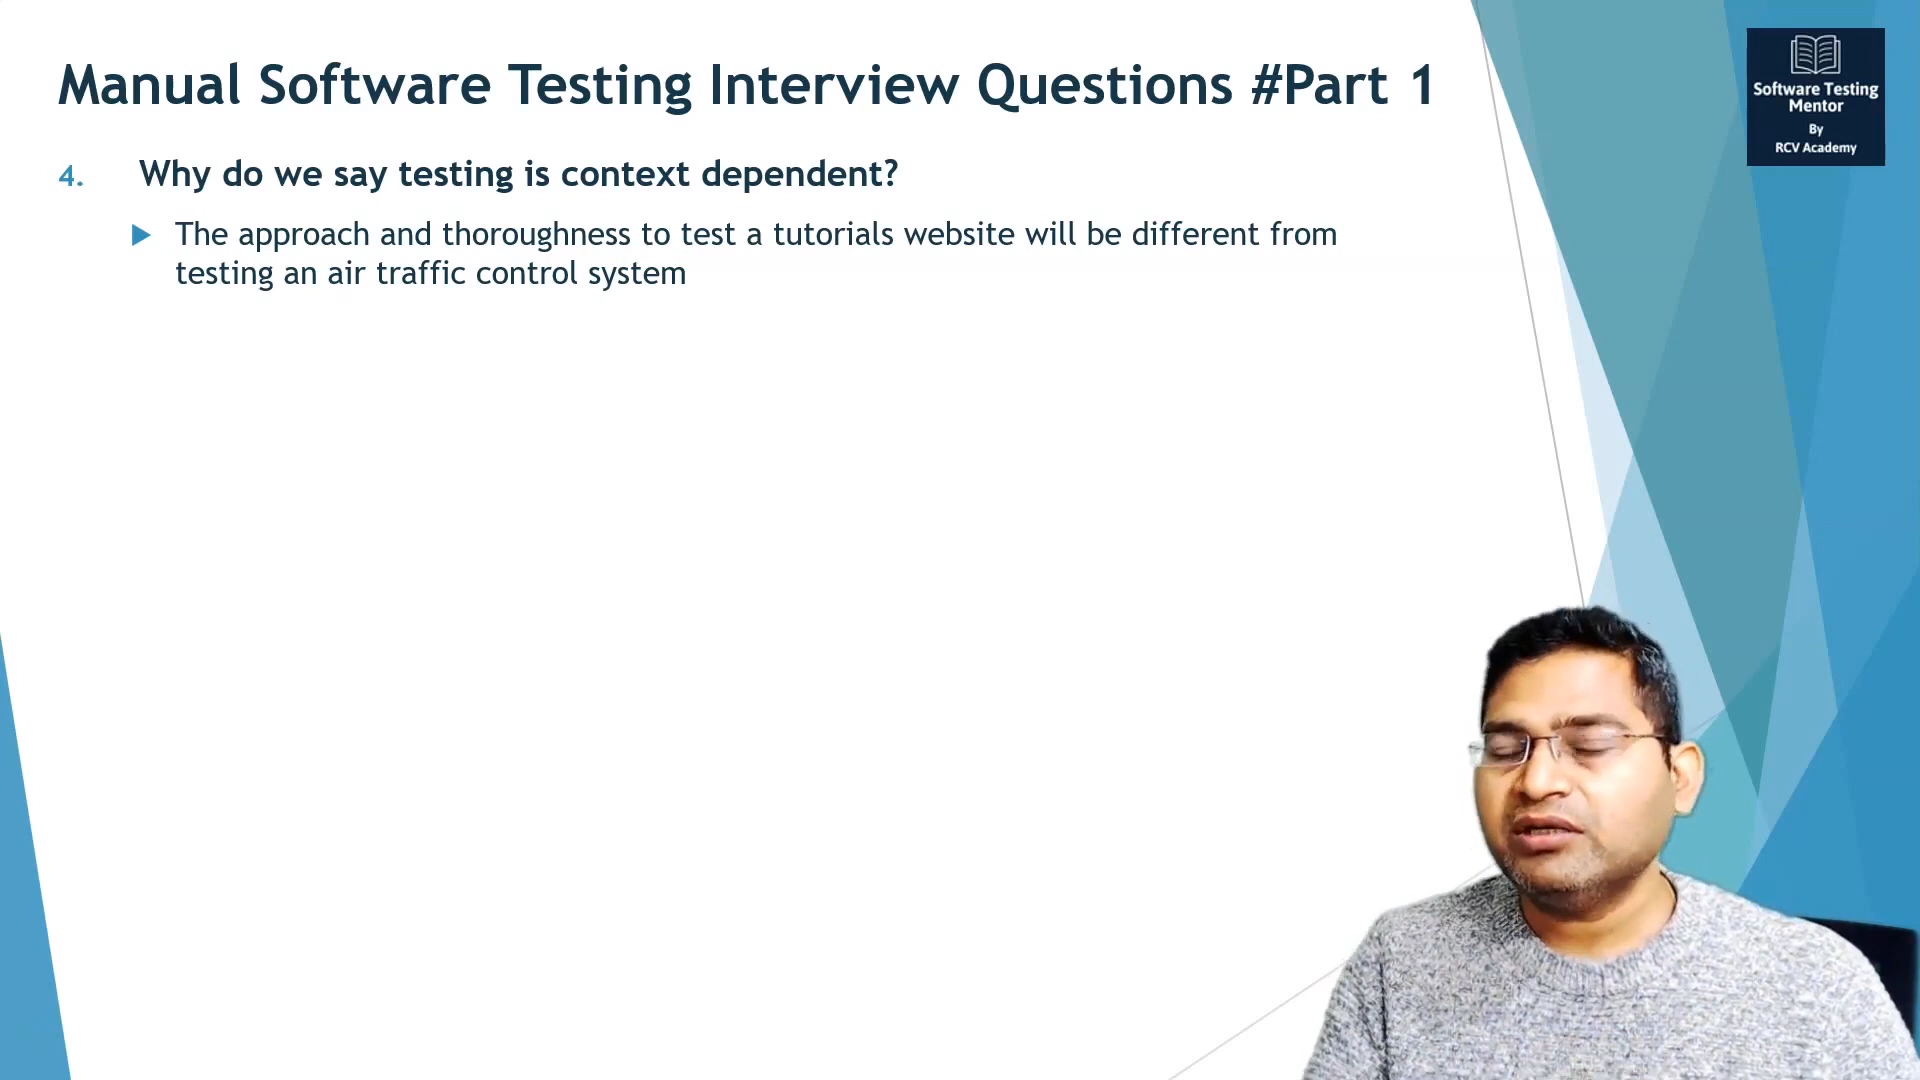 Manual Software Testing Interview Questions #Part 1
Software Testing
Mentor
By
RCV Academy
4. Why do we say testing is context dependent?
The approach and thoroughness to test a tutorials website will be different from
testing an air traffic control system